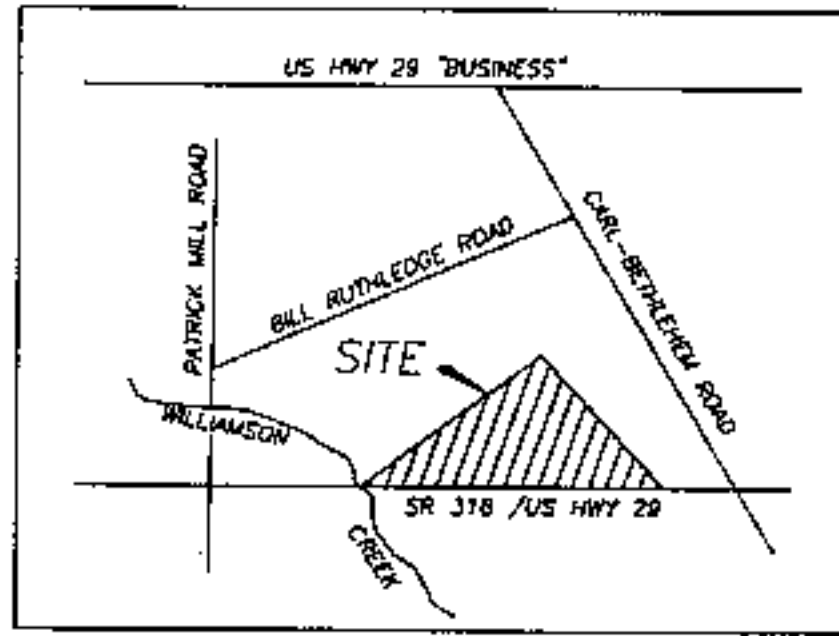 US HWY 29 "BUSINESS"
PATRICK MILL ROAD
BILL RUTHLEDGE ROAD
CARL-BETHLEHEM ROAD
SITE
WILLIAMSON
CREEK
SR 316 /US HWY 29